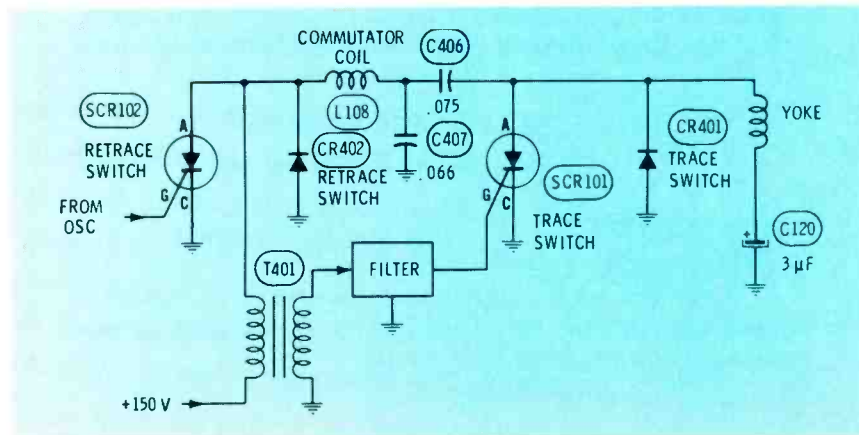 COMMUTATOR
COIL
C406
.075
SCR102
A
RETRACE
SWITCH
G
C
FROM
OSC
L108
CR402
RETRACE
SWITCH
C407
.066
A
G
C
SCR101
TRACE
SWITCH
CR401
TRACE
SWITCH
YOKE
+
C120
3 µF
T401
FILTER
+150 V